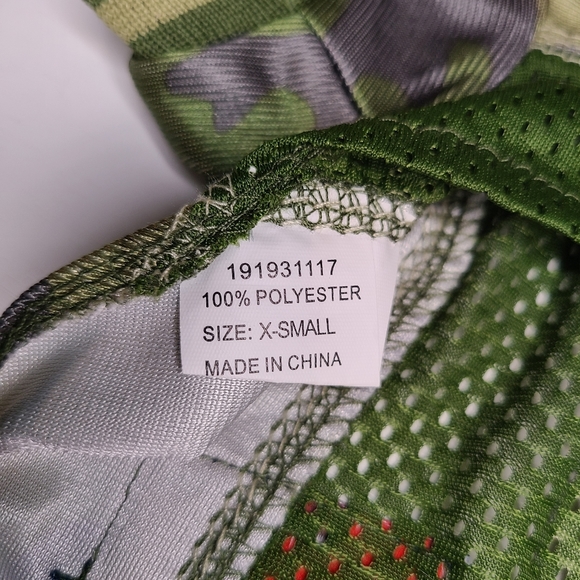 191931117
100% POLYESTER
SIZE: X-SMALL
MADE IN CHINA